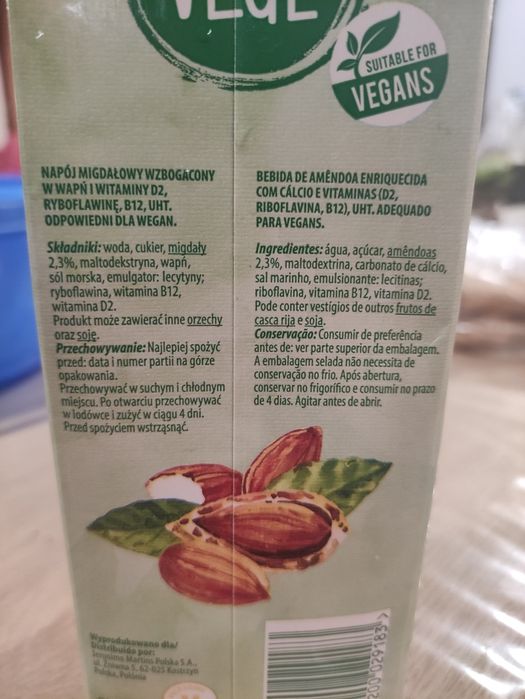 VEGE
SUITABLE FOR
VEGANS
NAPÓJ MIGDAŁOWY WZBOGACONY
W WAPŃ I WITAMINY D2,
RYBOFLAWINĘ, B12, UHT.
ODPOWIEDNI DLA WEGAN.
Składniki: woda, cukier, migdały
2,3%, maltodekstryna, wapń,
sól morska, emulgator: lecytyny;
ryboflawina, witamina B12,
witamina D2.
Produkt może zawierać inne orzechy
oraz soję.
Przechowywanie: Najlepiej spożyć
przed: data i numer partii na górze
opakowania.
Przechowywać w suchym i chłodnym
miejscu. Po otwarciu przechowywać
w lodówce i zużyć w ciągu 4 dni.
Przed spożyciem wstrząsnąć.
BEBIDA DE AMÊNDOA ENRIQUECIDA
COM CÁLCIO E VITAMINAS (D2,
RIBOFLAVINA, B12), UHT. ADEQUADO
PARA VEGANS.
Ingredientes: água, açúcar, amêndoas
2,3%, maltodextrina, carbonato de cálcio,
sal marinho, emulsionante: lecitinas;
riboflavina, vitamina B12, vitamina D2.
Pode conter vestígios de outros frutos de
casca rija e soja.
Conservação: Consumir de preferência
antes de: ver parte superior da embalagem.
A embalagem selada não necessita de
conservação no frio. Após abertura,
conservar no frigorífico e consumir no prazo
de 4 dias. Agitar antes de abrir.
Wyprodukowano dla/
Distribuído por:
Jeronimo Martins Polska S.A.,
ul. Żniwna 5, 62-025 Kostrzyn
Polska, Polónia
029183